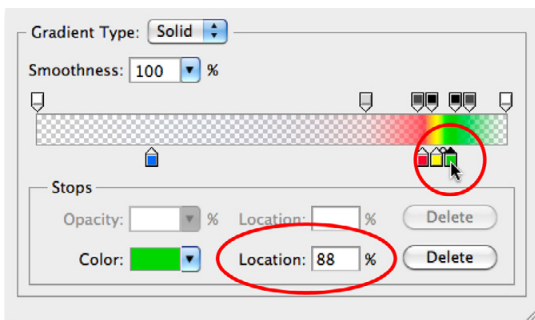 Gradient Type: Solid
Smoothness: 100 %
Stops
Opacity: % Location: % Delete
Color: Location: 88 % Delete